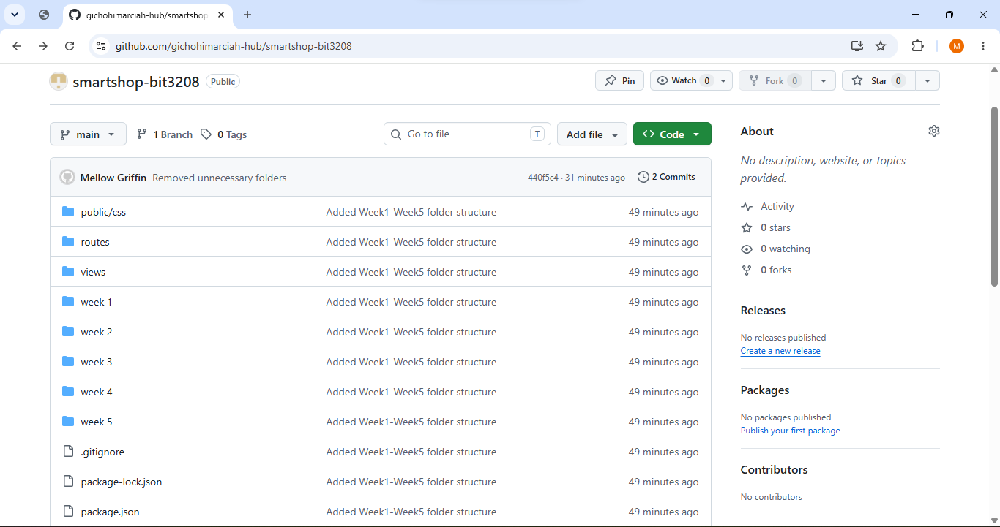 gichohimarciah-hub/smartshop
github.com/gichohimarciah-hub/smartshop-bit3208
M
smartshop-bit3208 Public
Pin
Watch 0
Fork 0
Star 0
main
1 Branch
0 Tags
Go to file
T
Add file
Code
Mellow Griffin Removed unnecessary folders 440f5c4 · 31 minutes ago 2 Commits
public/css Added Week1-Week5 folder structure 49 minutes ago
routes Added Week1-Week5 folder structure 49 minutes ago
views Added Week1-Week5 folder structure 49 minutes ago
week 1 Added Week1-Week5 folder structure 49 minutes ago
week 2 Added Week1-Week5 folder structure 49 minutes ago
week 3 Added Week1-Week5 folder structure 49 minutes ago
week 4 Added Week1-Week5 folder structure 49 minutes ago
week 5 Added Week1-Week5 folder structure 49 minutes ago
.gitignore Added Week1-Week5 folder structure 49 minutes ago
package-lock.json Added Week1-Week5 folder structure 49 minutes ago
package.json Added Week1-Week5 folder structure 49 minutes ago
About
No description, website, or topics
provided.
Activity
0 stars
0 watching
0 forks
Releases
No releases published
Create a new release
Packages
No packages published
Publish your first package
Contributors
No contributors